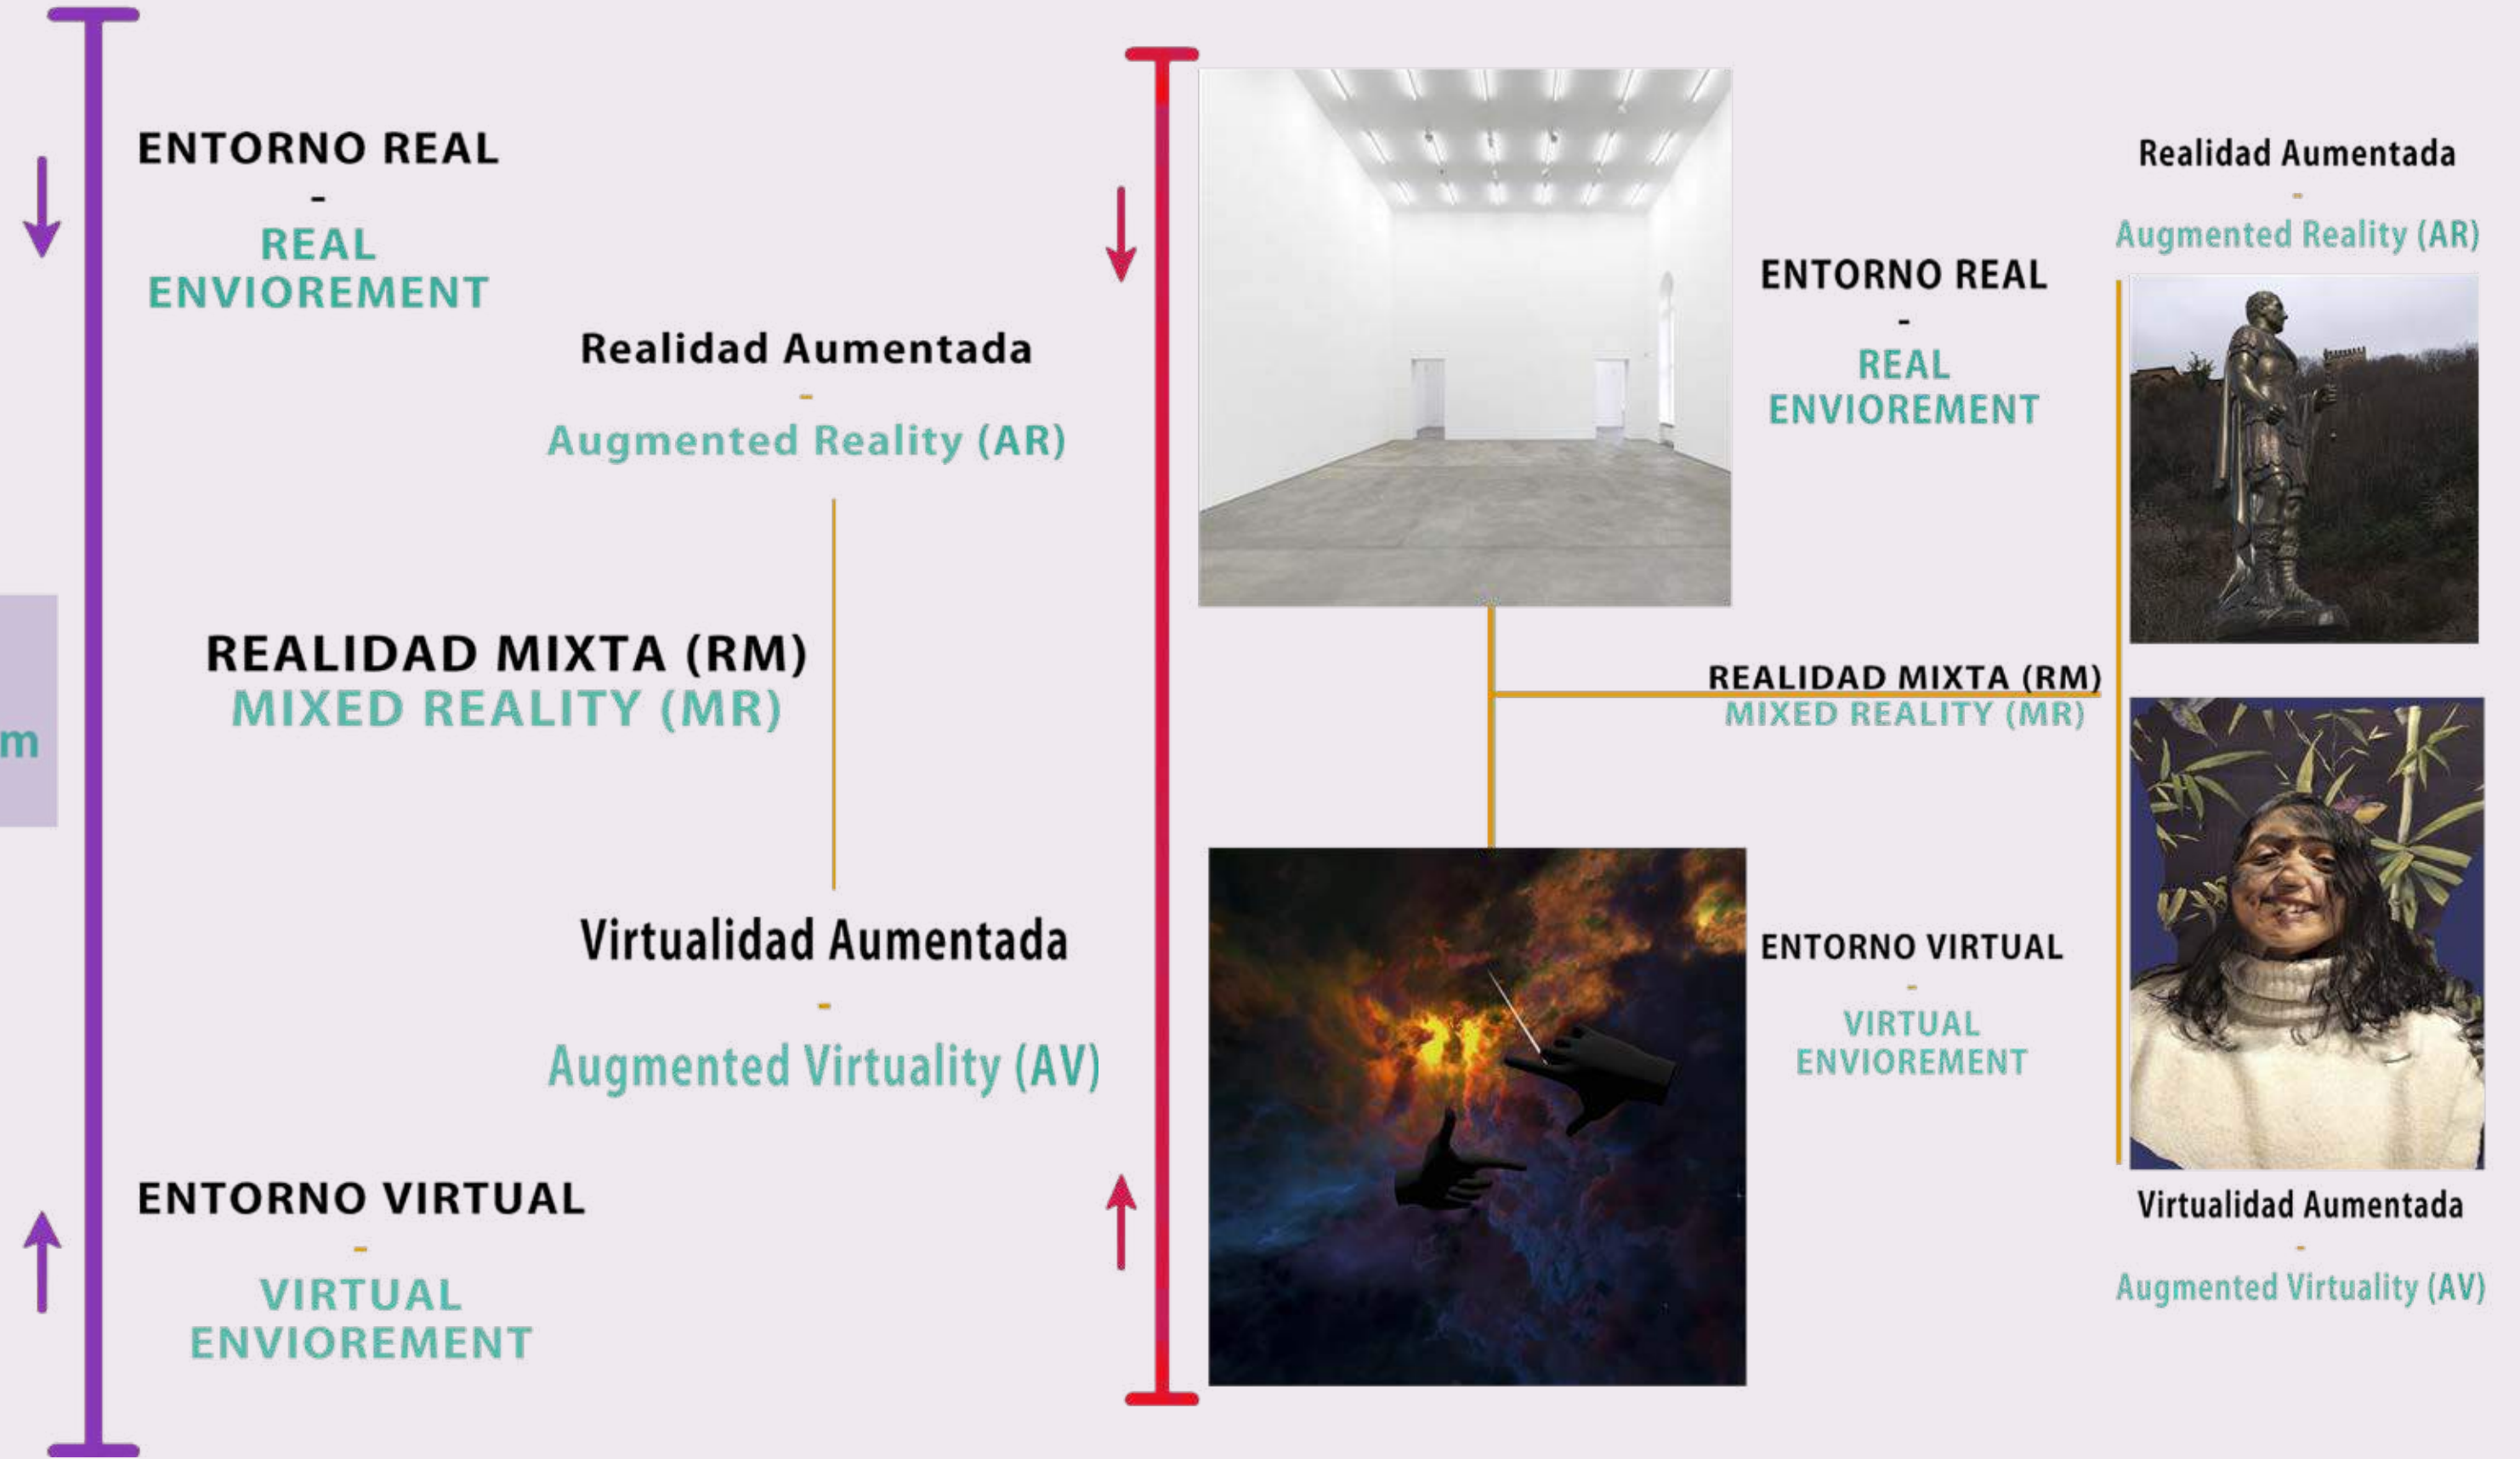 ENTORNO REAL
-
REAL
ENVIOREMENT
Realidad Aumentada
-
Augmented Reality (AR)
m
REALIDAD MIXTA (RM)
MIXED REALITY (MR)
Virtualidad Aumentada
-
Augmented Virtuality (AV)
ENTORNO VIRTUAL
-
VIRTUAL
ENVIOREMENT
ENTORNO REAL
-
REAL
ENVIOREMENT
REALIDAD MIXTA (RM)
MIXED REALITY (MR)
ENTORNO VIRTUAL
-
VIRTUAL
ENVIOREMENT
Realidad Aumentada
-
Augmented Reality (AR)
Virtualidad Aumentada
-
Augmented Virtuality (AV)